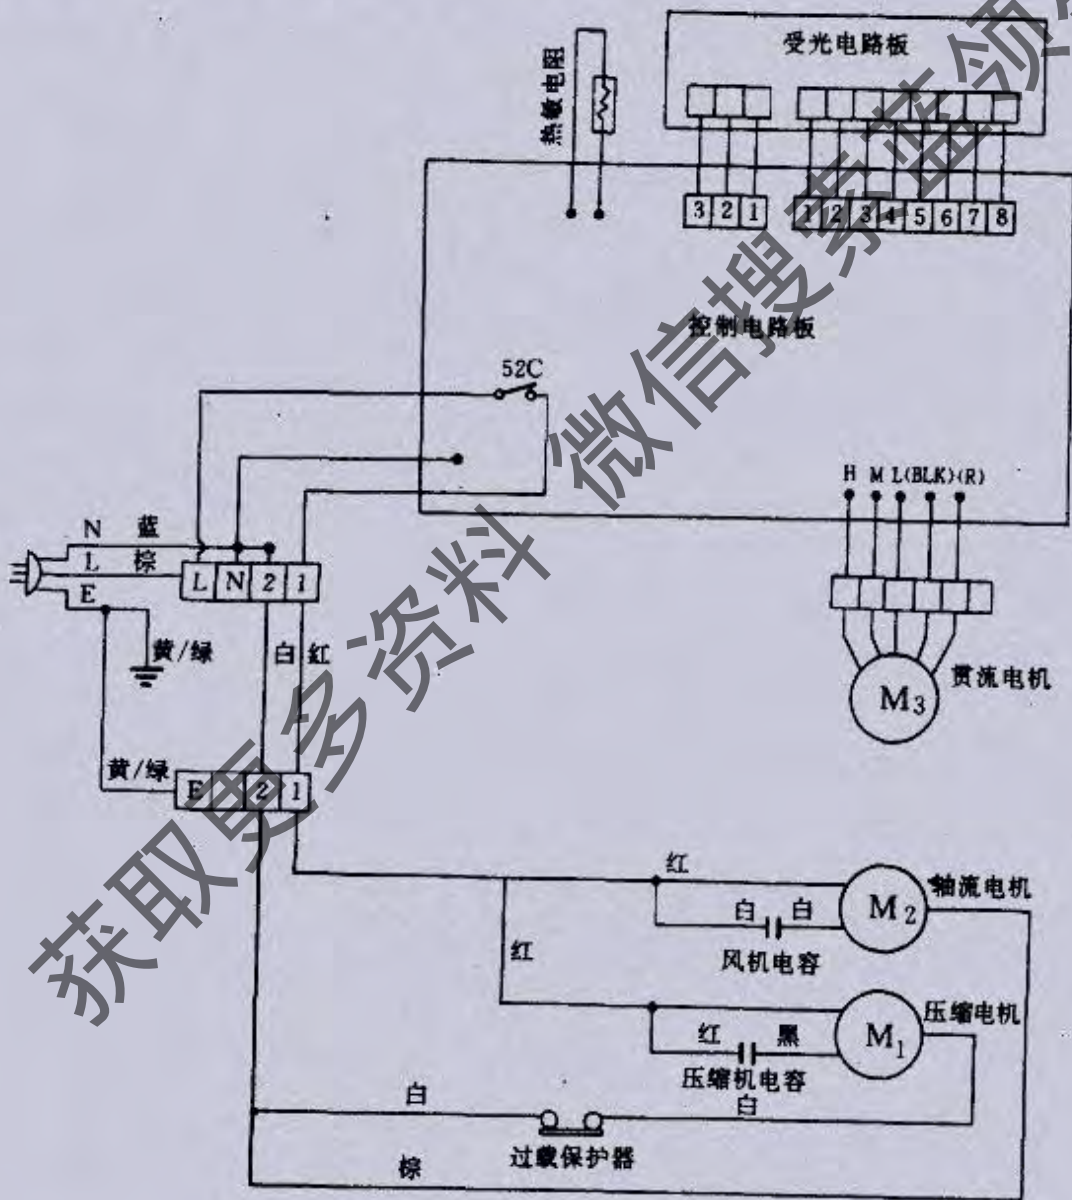 受光电路板
热敏电阻
3 2 1
1 2 3 4 5 6 7 8
控制电路板
52C
H M L (BLK) (R)
N 蓝
L 棕
E
L N 2 1
黄/绿
白 红
贯流电机
M3
黄/绿
E 2 1
红
轴流电机
M2
白 白
风机电容
红
压缩电机
M1
红 黑
压缩机电容
白
白
过载保护器
棕
获取更多资料 微信搜索蓝领